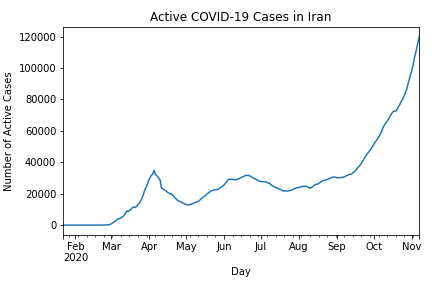 Active COVID-19 Cases in Iran
Number of Active Cases
120000
100000
80000
60000
40000
20000
0
Feb Mar Apr May Jun Jul Aug Sep Oct Nov
2020
Day